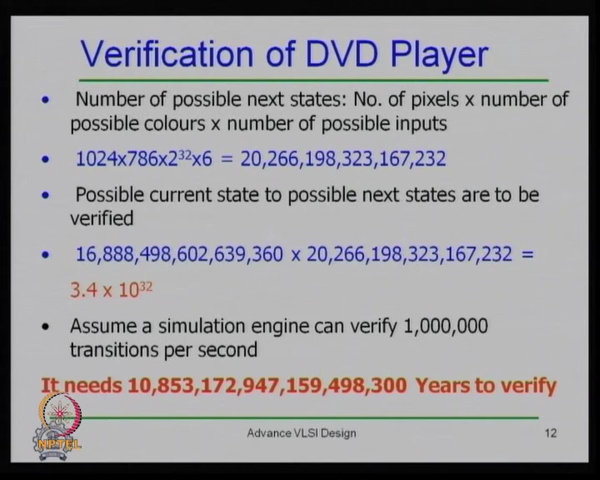 Verification of DVD Player
• Number of possible next states: No. of pixels x number of
possible colours x number of possible inputs
• 1024x786x2³²x6 = 20,266,198,323,167,232
• Possible current state to possible next states are to be
verified
• 16,888,498,602,639,360 x 20,266,198,323,167,232 =
3.4 x 10³²
• Assume a simulation engine can verify 1,000,000
transitions per second
It needs 10,853,172,947,159,498,300 Years to verify
NPTEL
Advance VLSI Design
12